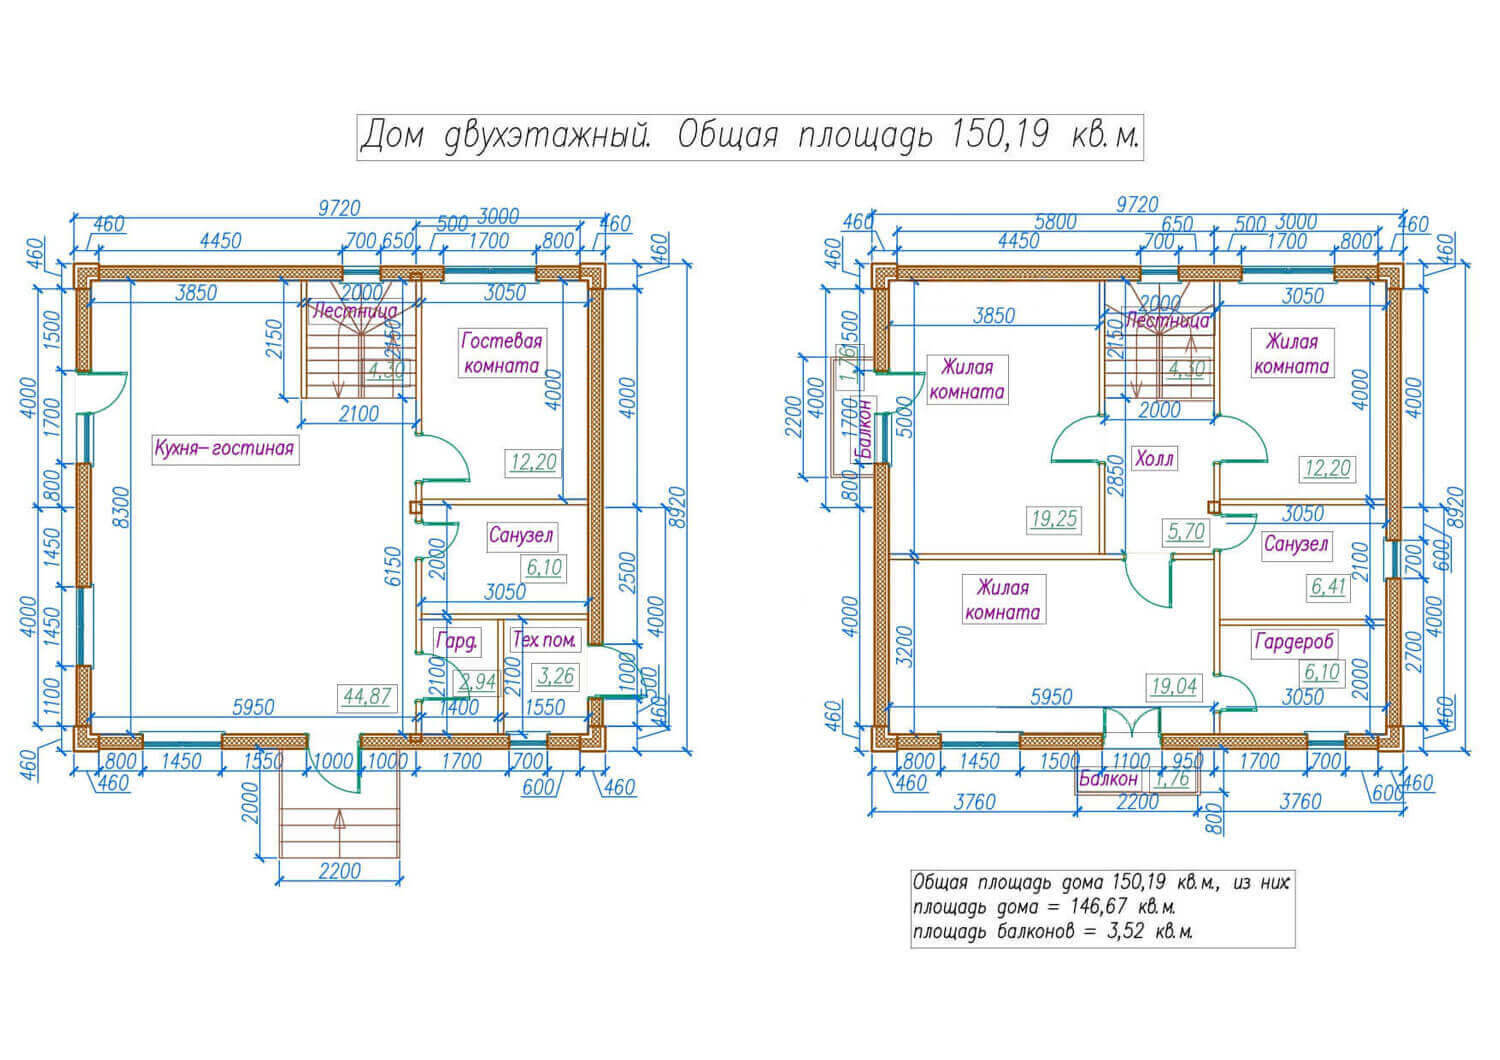 Дом двухэтажный. Общая площадь 150,19 кв.м.
9720
460 500 3000 460
4450 700 650 1700 800
460 460
3850 2000 3050
Лестница
1500 2150 2150
Гостевая
комната
4,30
4000 1700 4000 4000
2100
Кухня-гостиная
12,20
800
8300 8920
Санузел
1450 6150 2000 6,10 2500
3050
4000 1450 4000
Гард. Тех.пом.
2100 2,94 2100 3,26 1000
44,87
1100 500
5950 1400 1550
460 460
800 1450 1550 1000 1000 1700 700
460 600 460
2000
2200
9720
460 5800 650 500 3000 460
4450 700 1700 800
460 460
2000 3050
3850
Лестница
1500 2150
Жилая
комната
1,76 4,30
Жилая
комната
2200 4000 1700 5000 4000 4000
Балкон
2000
Холл
2850 12,20
800
19,25 5,70
3050
8920
Санузел
2100 700 600
6,41
Жилая
комната
4000 4000
3200 Гардероб 2700
6,10 2000
19,04
5950 3050
460 460
800 1450 1500 1100 950 1700 700
460 Балкон 1,76 600 460
3760 2200 3760
800
Общая площадь дома 150,19 кв.м., из них:
площадь дома = 146,67 кв.м.
площадь балконов = 3,52 кв.м.